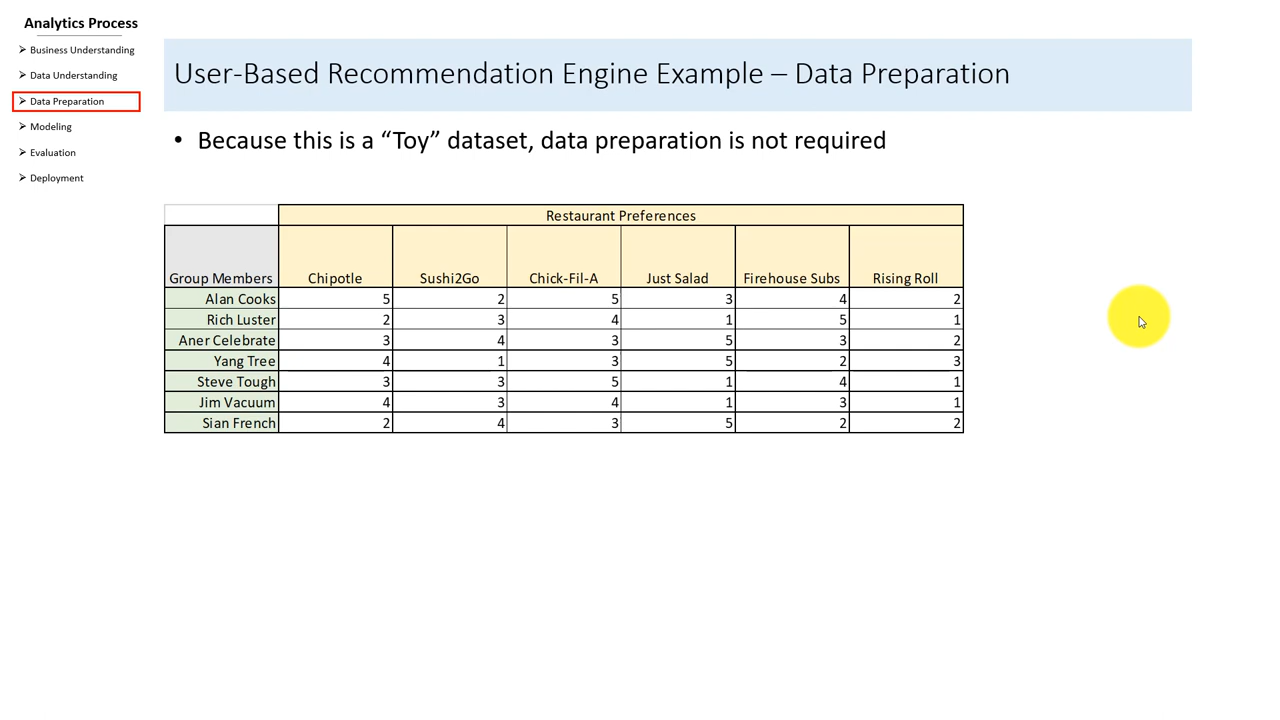 Analytics Process
➢ Business Understanding
➢ Data Understanding
➢ Data Preparation
➢ Modeling
➢ Evaluation
➢ Deployment
User-Based Recommendation Engine Example – Data Preparation
• Because this is a “Toy” dataset, data preparation is not required
Restaurant Preferences
Group Members Chipotle Sushi2Go Chick-Fil-A Just Salad Firehouse Subs Rising Roll
Alan Cooks 5 2 5 3 4 2
Rich Luster 2 3 4 1 5 1
Aner Celebrate 3 4 3 5 3 2
Yang Tree 4 1 3 5 2 3
Steve Tough 3 3 5 1 4 1
Jim Vacuum 4 3 4 1 3 1
Sian French 2 4 3 5 2 2